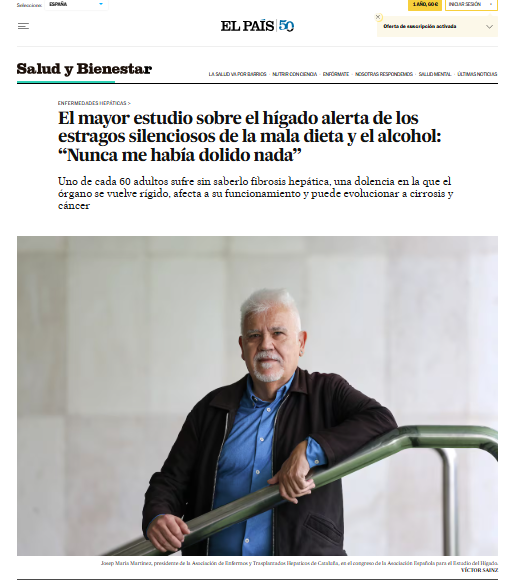 Seleccione: ESPAÑA
1 AÑO, 60 € INICIAR SESIÓN
EL PAÍS 50
Oferta de suscripción activada
Salud y Bienestar
LA SALUD VA POR BARRIOS · NUTRIR CON CIENCIA · ENFÓRMATE · NOSOTRAS RESPONDEMOS · SALUD MENTAL · ÚLTIMAS NOTICIAS
ENFERMEDADES HEPÁTICAS >
El mayor estudio sobre el hígado alerta de los
estragos silenciosos de la mala dieta y el alcohol:
“Nunca me había dolido nada”
Uno de cada 60 adultos sufre sin saberlo fibrosis hepática, una dolencia en la que el
órgano se vuelve rígido, afecta a su funcionamiento y puede evolucionar a cirrosis y
cáncer
Josep Maria Martínez, presidente de la Asociación de Enfermos y Trasplantados Hepáticos de Cataluña, en el congreso de la Asociación Española para el Estudio del Hígado.
VÍCTOR SAINZ